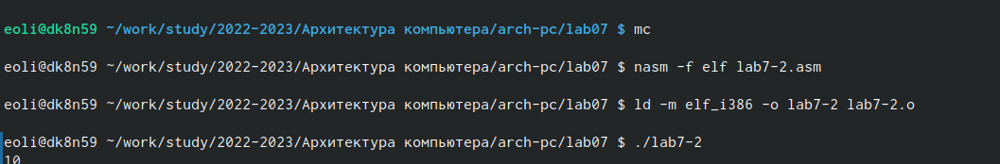 eoli@dk8n59 ~/work/study/2022-2023/Архитектура компьютера/arch-pc/lab07 $ mc
eoli@dk8n59 ~/work/study/2022-2023/Архитектура компьютера/arch-pc/lab07 $ nasm -f elf lab7-2.asm
eoli@dk8n59 ~/work/study/2022-2023/Архитектура компьютера/arch-pc/lab07 $ ld -m elf_i386 -o lab7-2 lab7-2.o
eoli@dk8n59 ~/work/study/2022-2023/Архитектура компьютера/arch-pc/lab07 $ ./lab7-2
10